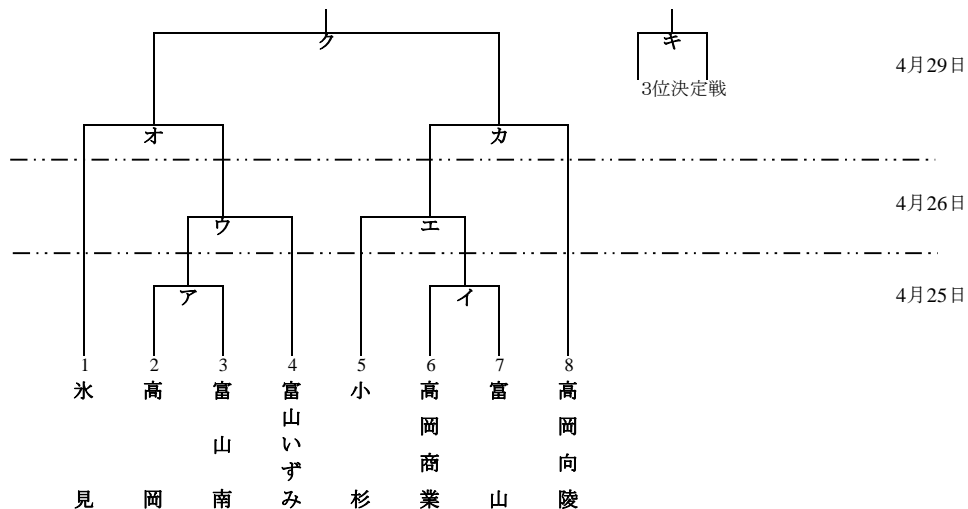 ク
キ
4月29日
3位決定戦
オ
カ
4月26日
ウ
エ
4月25日
ア
イ
1 2 3 4 5 6 7 8
氷見
高岡
富山南
富山いずみ
小杉
高岡商業
富山
高岡向陵